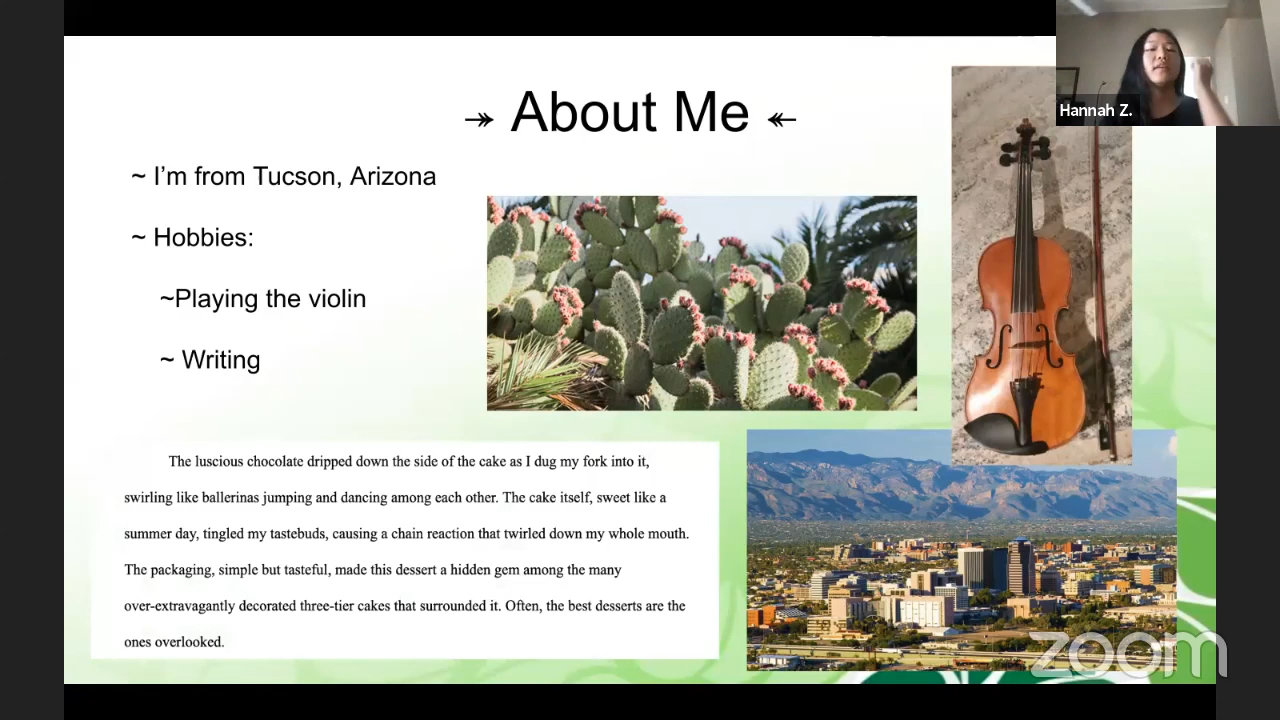 About Me
~ I’m from Tucson, Arizona
~ Hobbies:
~Playing the violin
~ Writing
The luscious chocolate dripped down the side of the cake as I dug my fork into it,
swirling like ballerinas jumping and dancing among each other. The cake itself, sweet like a
summer day, tingled my tastebuds, causing a chain reaction that twirled down my whole mouth.
The packaging, simple but tasteful, made this dessert a hidden gem among the many
over-extravagantly decorated three-tier cakes that surrounded it. Often, the best desserts are the
ones overlooked.
Hannah Z.
zoom